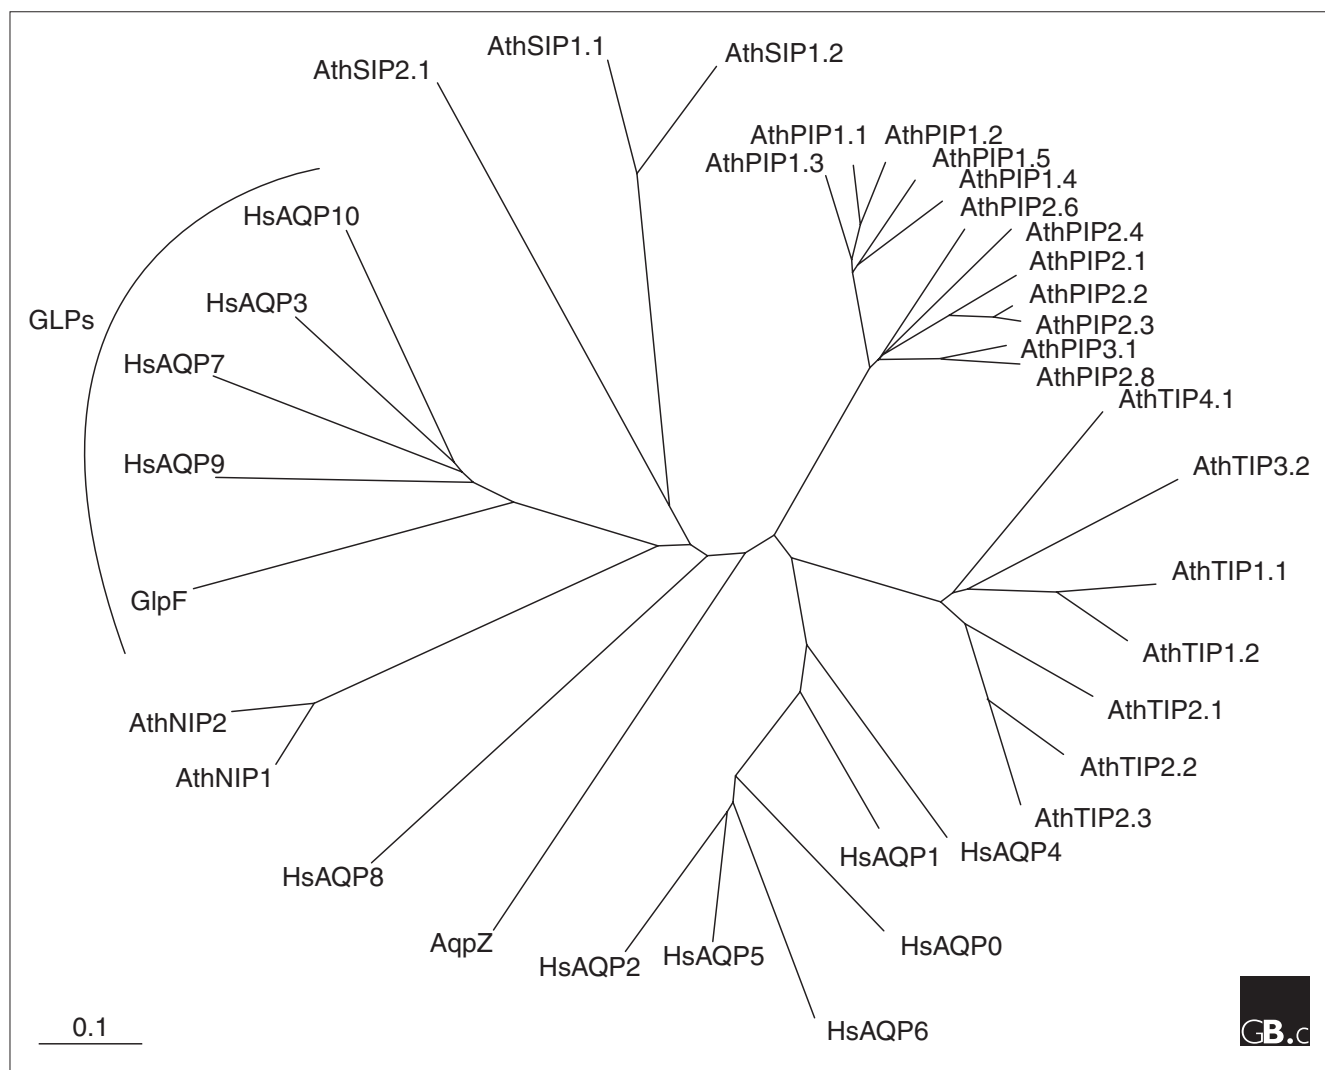 AthSIP1.1
AthSIP1.2
AthSIP2.1
AthPIP1.1
AthPIP1.2
AthPIP1.3
AthPIP1.5
AthPIP1.4
AthPIP2.6
HsAQP10
AthPIP2.4
AthPIP2.1
AthPIP2.2
HsAQP3
GLPs
AthPIP2.3
AthPIP3.1
HsAQP7
AthPIP2.8
AthTIP4.1
HsAQP9
AthTIP3.2
AthTIP1.1
GlpF
AthTIP1.2
AthTIP2.1
AthNIP2
AthTIP2.2
AthNIP1
AthTIP2.3
HsAQP1
HsAQP4
HsAQP8
AqpZ
HsAQP0
HsAQP5
HsAQP2
HsAQP6
0.1
GB.c